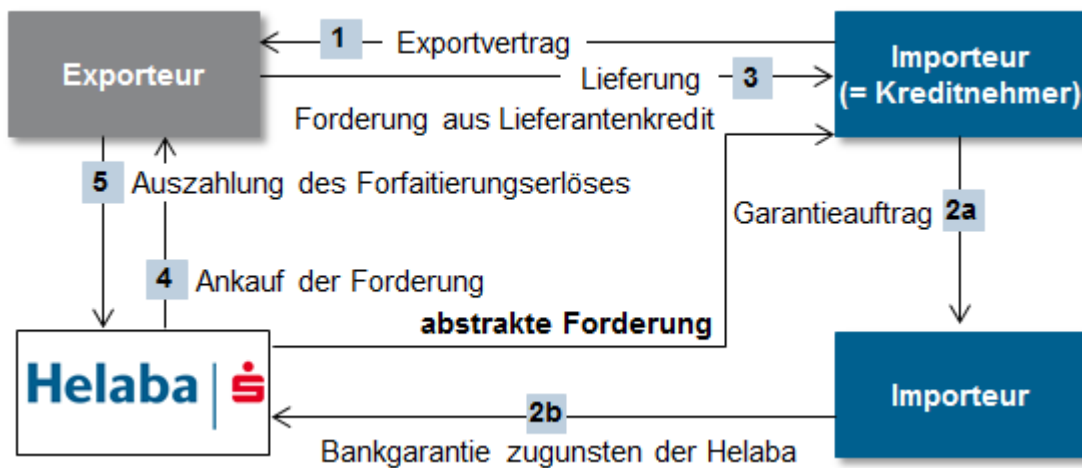 1 Exportvertrag
Exporteur
Importeur
(= Kreditnehmer)
Lieferung 3
Forderung aus Lieferantenkredit
5 Auszahlung des Forfaitierungserlöses
Garantieauftrag 2a
4 Ankauf der Forderung
abstrakte Forderung
Helaba
Importeur
2b
Bankgarantie zugunsten der Helaba